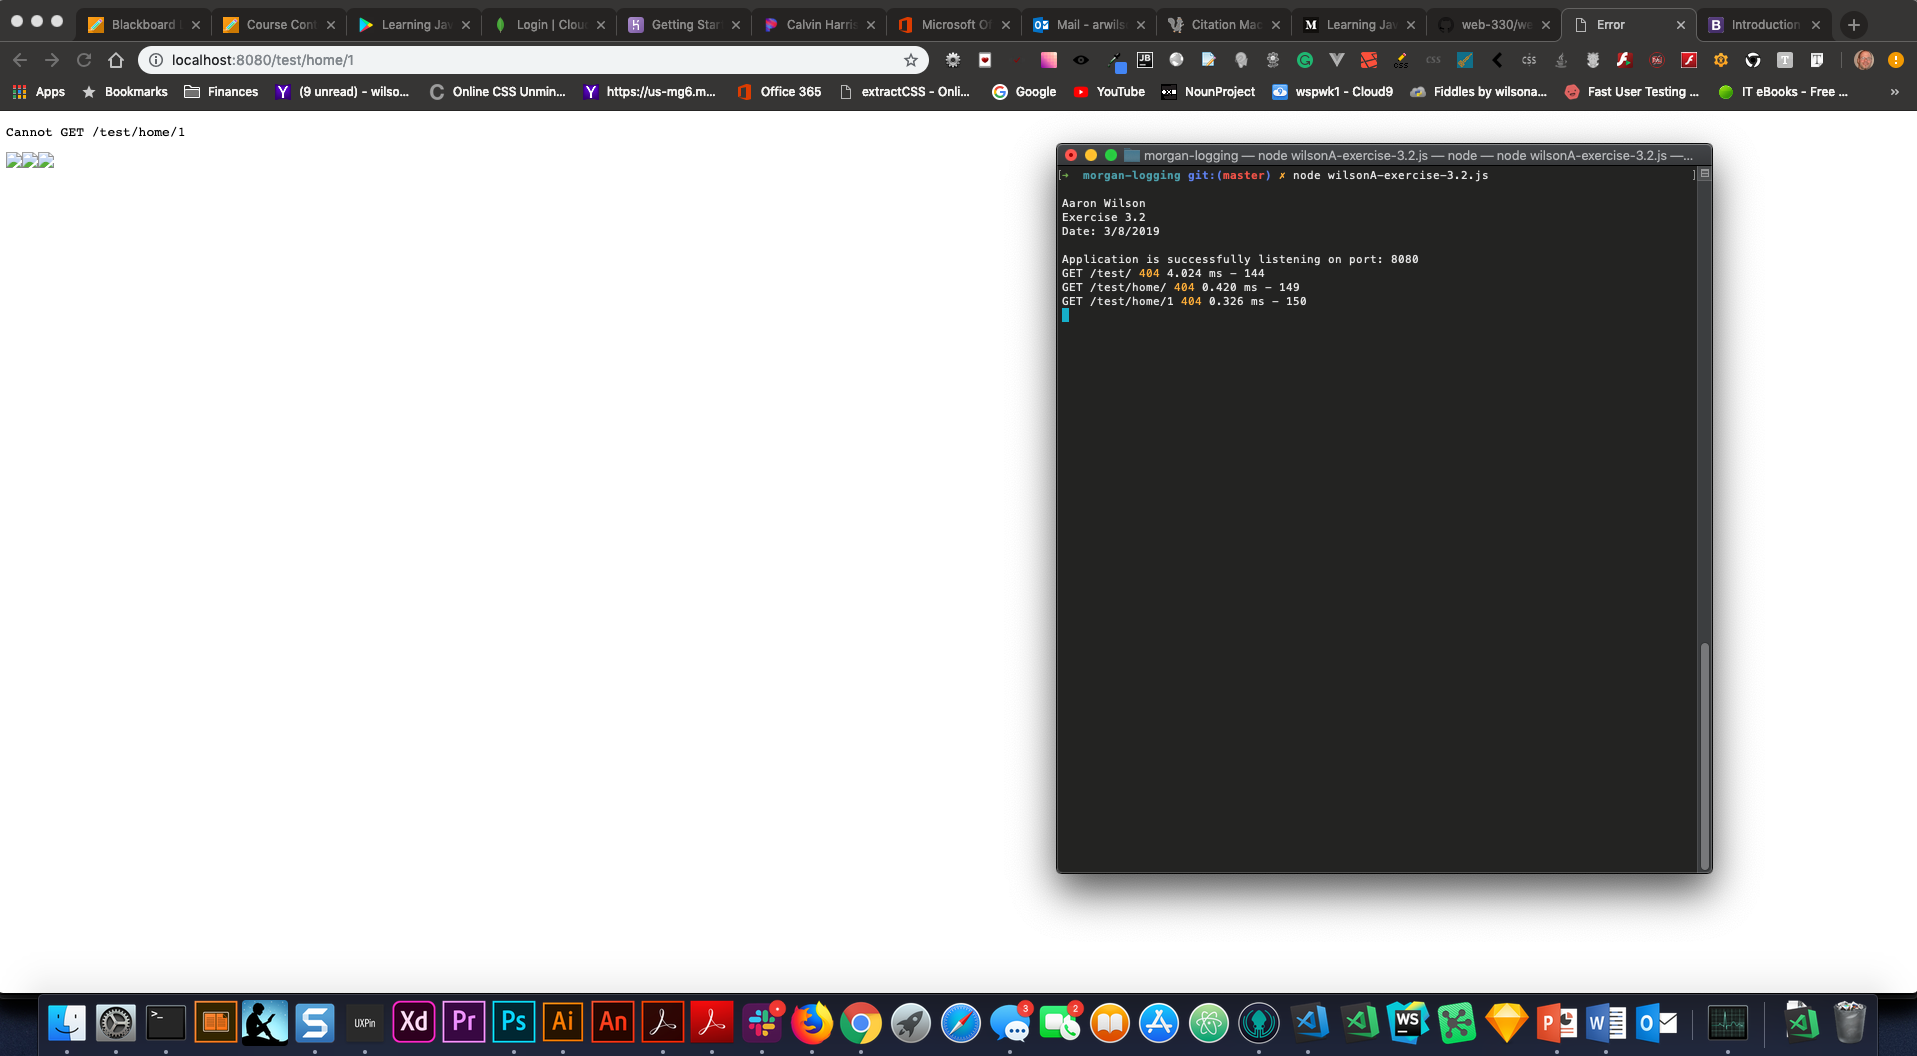 Blackboard
Course Con
Learning Jav
Login | Clou
Getting Star
Calvin Harris
Microsoft Of
Mail - arwils
Citation Mac
Learning Jav
web-330/we
Error
Introduction
localhost:8080/test/home/1
Apps
Bookmarks
Finances
(9 unread) - wilso...
Online CSS Unmin...
https://us-mg6.m...
Office 365
extractCSS - Onli...
Google
YouTube
NounProject
wspwk1 - Cloud9
Fiddles by wilsona...
Fast User Testing ...
IT eBooks - Free ...
»
Cannot GET /test/home/1
morgan-logging — node wilsonA-exercise-3.2.js — node — node wilsonA-exercise-3.2.js —...
[➔ morgan-logging git:(master) ✗ node wilsonA-exercise-3.2.js ]
Aaron Wilson
Exercise 3.2
Date: 3/8/2019
Application is successfully listening on port: 8080
GET /test/ 404 4.024 ms - 144
GET /test/home/ 404 0.420 ms - 149
GET /test/home/1 404 0.326 ms - 150
UXPin
Xd
Pr
Ps
Ai
An
3
2
WS